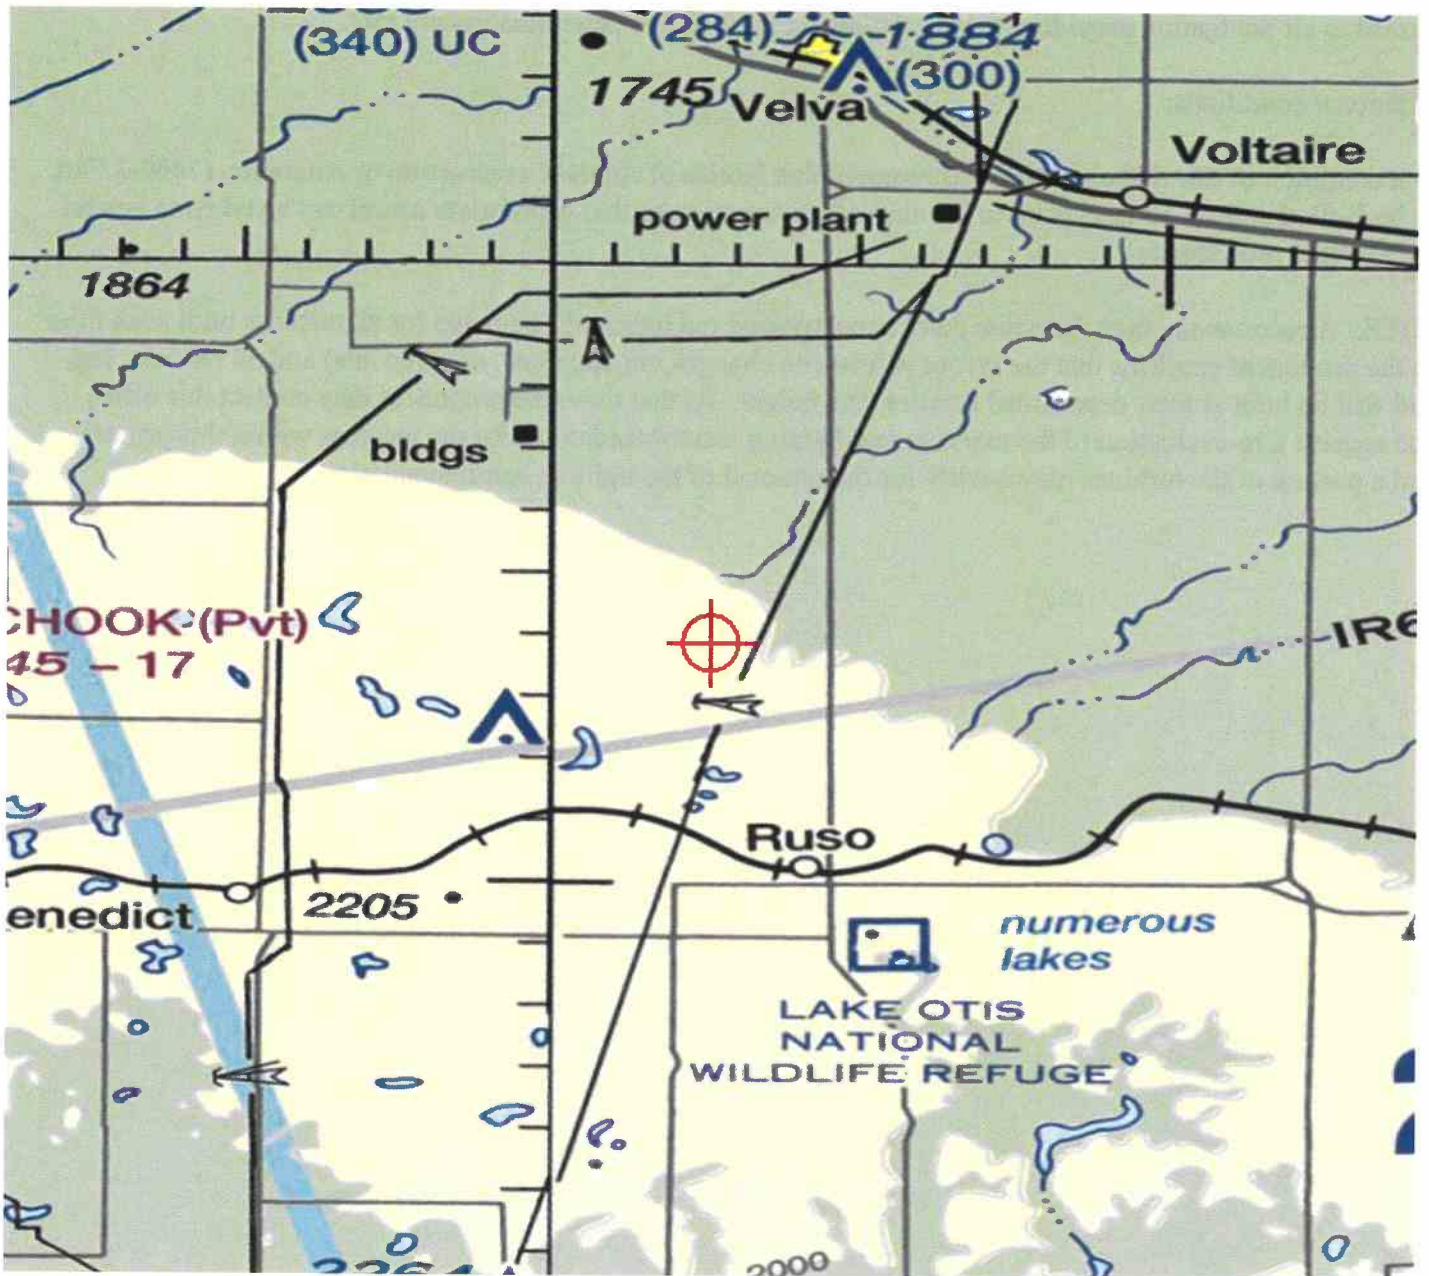 (340) UC
(284)
1884
(300)
1745
Velva
Voltaire
power plant
1864
bldgs
CHOOK (Pvt)
45 - 17
IR6
Ruso
enedict
2205
numerous
lakes
LAKE OTIS
NATIONAL
WILDLIFE REFUGE
2000